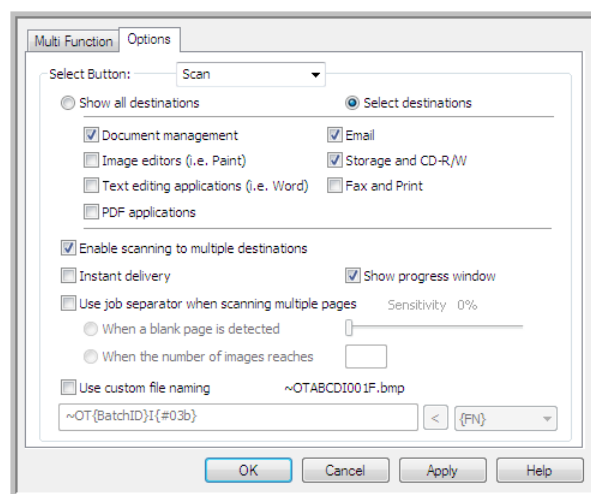 Multi Function Options
Select Button: Scan
Show all destinations Select destinations
Document management Email
Image editors (i.e. Paint) Storage and CD-R/W
Text editing applications (i.e. Word) Fax and Print
PDF applications
Enable scanning to multiple destinations
Instant delivery Show progress window
Use job separator when scanning multiple pages Sensitivity 0%
When a blank page is detected
When the number of images reaches
Use custom file naming ~OTABCDI001F.bmp
~OT{BatchID}I{#03b} < {FN}
OK Cancel Apply Help